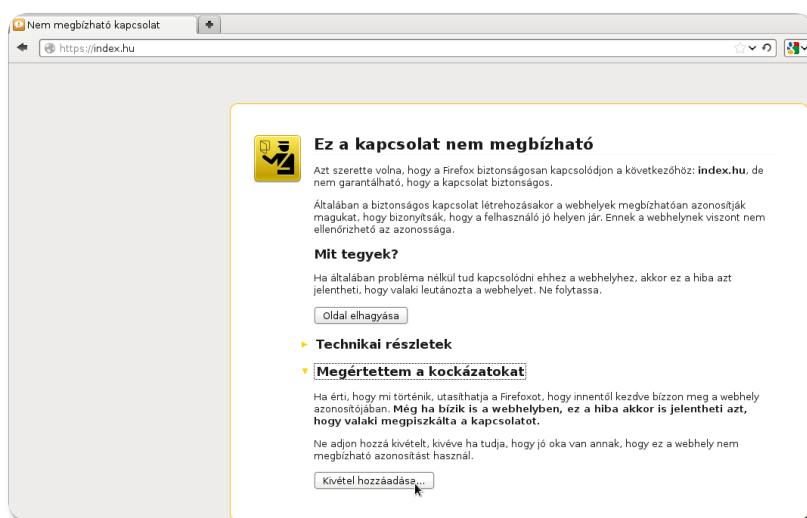 Nem megbízható kapcsolat
https://index.hu
Ez a kapcsolat nem megbízható
Azt szerette volna, hogy a Firefox biztonságosan kapcsolódjon a következőhöz: index.hu, de
nem garantálható, hogy a kapcsolat biztonságos.
Általában a biztonságos kapcsolat létrehozásakor a webhelyek megbízhatóan azonosítják
magukat, hogy bizonyítsák, hogy a felhasználó jó helyen jár. Ennek a webhelynek viszont nem
ellenőrizhető az azonossága.
Mit tegyek?
Ha általában probléma nélkül tud kapcsolódni ehhez a webhelyhez, akkor ez a hiba azt
jelentheti, hogy valaki leutánozta a webhelyet. Ne folytassa.
Oldal elhagyása
Technikai részletek
Megértettem a kockázatokat
Ha érti, hogy mi történik, utasíthatja a Firefoxot, hogy innentől kezdve bízzon meg a webhely
azonosítójában. Még ha bízik is a webhelyben, ez a hiba akkor is jelentheti azt,
hogy valaki megpiszkálta a kapcsolatot.
Ne adjon hozzá kivételt, kivéve ha tudja, hogy jó oka van annak, hogy ez a webhely nem
megbízható azonosítást használ.
Kivétel hozzáadása...